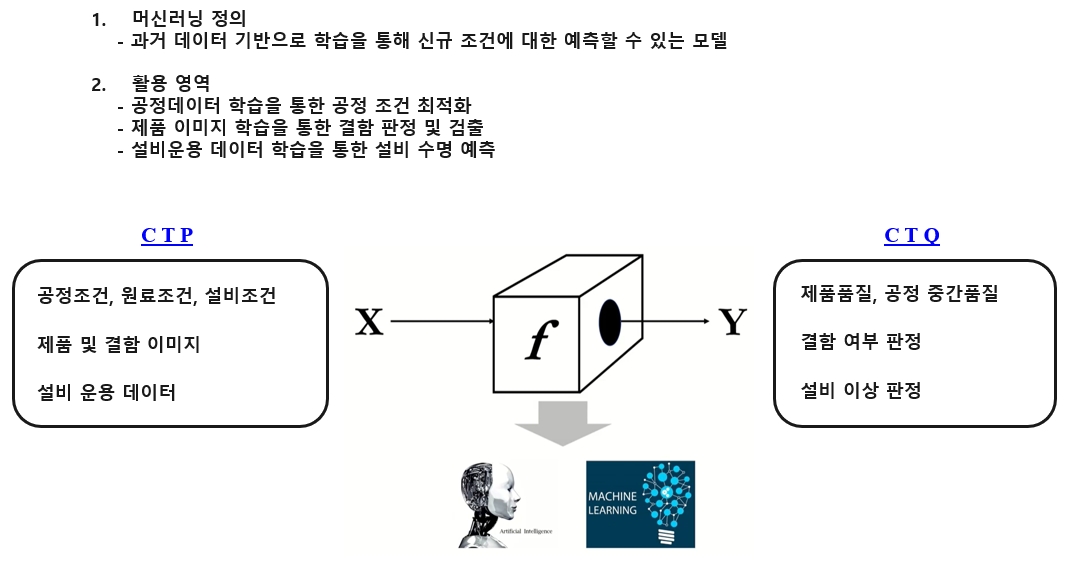 1. 머신러닝 정의
- 과거 데이터 기반으로 학습을 통해 신규 조건에 대한 예측할 수 있는 모델
2. 활용 영역
- 공정데이터 학습을 통한 공정 조건 최적화
- 제품 이미지 학습을 통한 결함 판정 및 검출
- 설비운용 데이터 학습을 통한 설비 수명 예측
C T P
공정조건, 원료조건, 설비조건
제품 및 결함 이미지
설비 운용 데이터
X
f
Y
C T Q
제품품질, 공정 중간품질
결함 여부 판정
설비 이상 판정
Artificial Intelligence
MACHINE
LEARNING